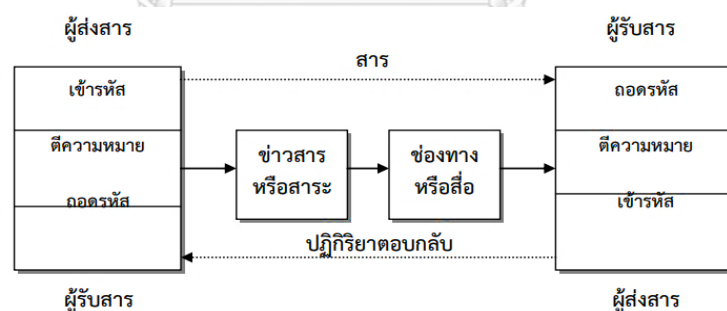 ผู้ส่งสาร
ผู้รับสาร
สาร
เข้ารหัส
ถอดรหัส
ตีความหมาย
ข่าวสาร
หรือสาระ
ช่องทาง
หรือสื่อ
ตีความหมาย
ถอดรหัส
เข้ารหัส
ปฏิกิริยาตอบกลับ
ผู้รับสาร
ผู้ส่งสาร